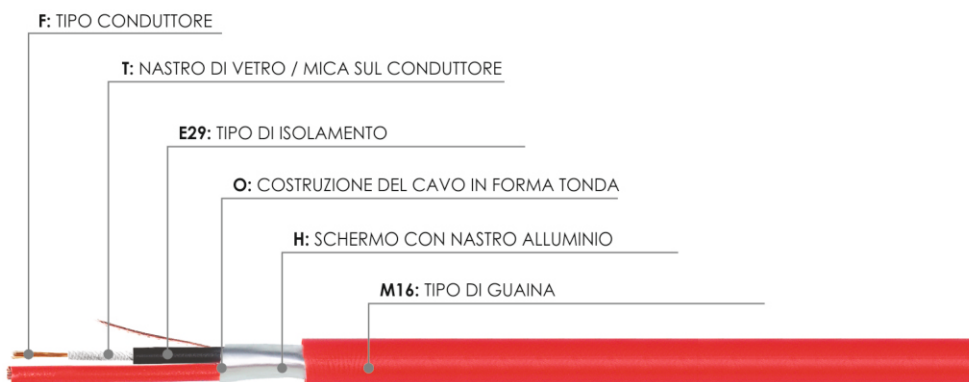 F: TIPO CONDUTTORE
T: NASTRO DI VETRO / MICA SUL CONDUTTORE
E29: TIPO DI ISOLAMENTO
O: COSTRUZIONE DEL CAVO IN FORMA TONDA
H: SCHERMO CON NASTRO ALLUMINIO
M16: TIPO DI GUAINA